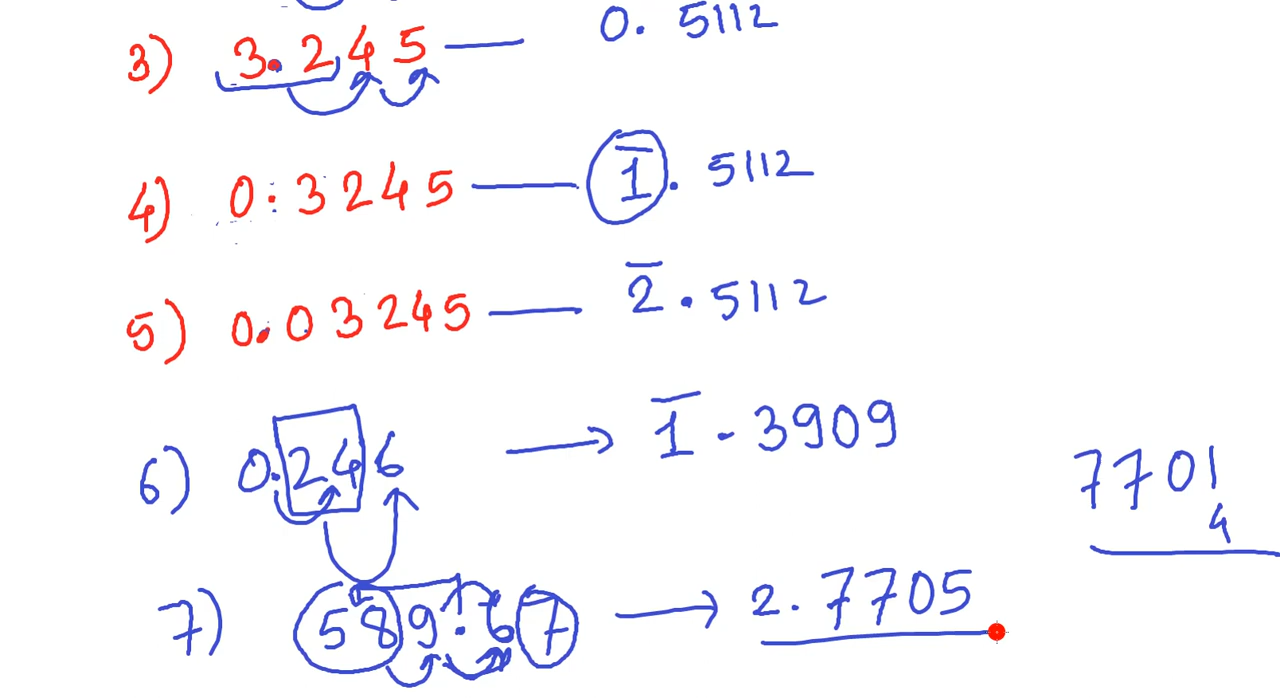 3) 3.245 — 0.5112
4) 0.3245 — 1̅.5112
5) 0.03245 — 2̅.5112
6) 0.246 → 1̅.3909
7701
4
7) 589.67 → 2.7705